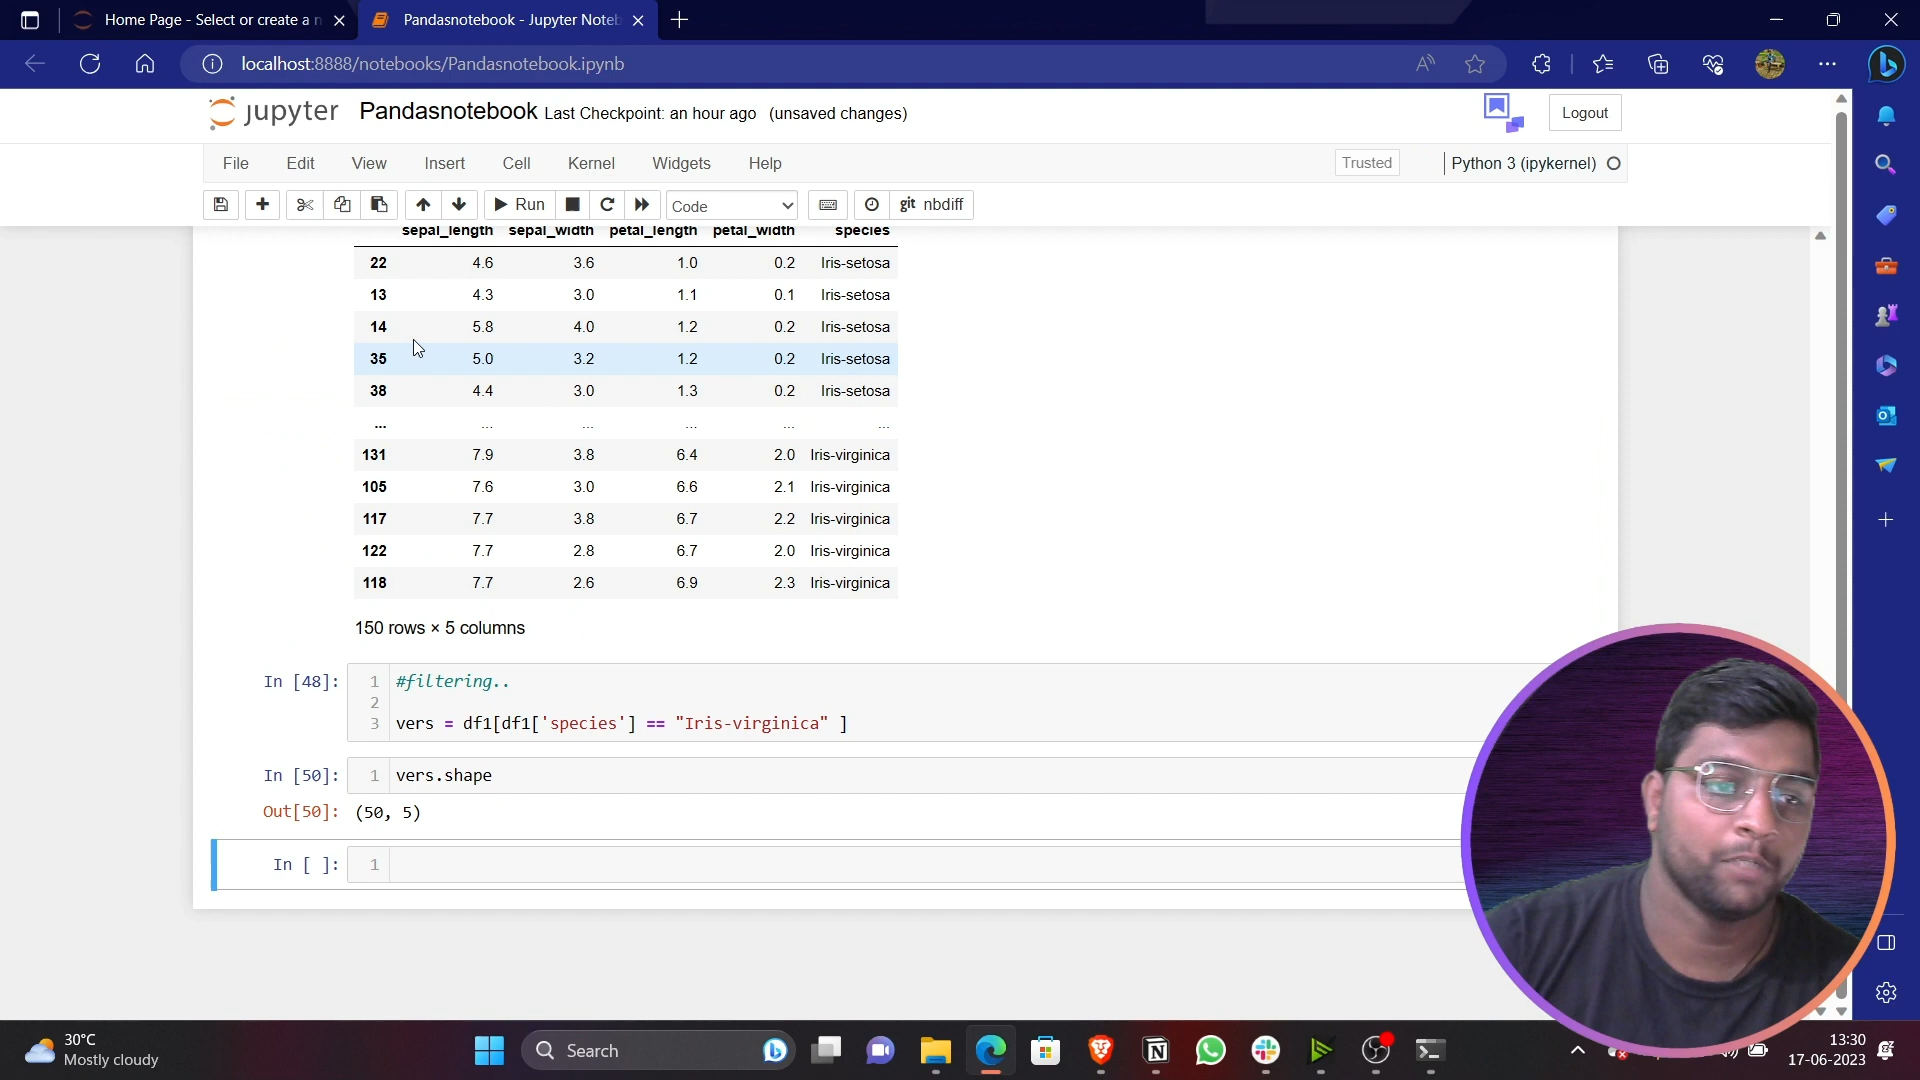 Home Page - Select or create a n
Pandasnotebook - Jupyter Noteb
localhost:8888/notebooks/Pandasnotebook.ipynb
jupyter Pandasnotebook Last Checkpoint: an hour ago (unsaved changes)
Logout
File Edit View Insert Cell Kernel Widgets Help
Trusted
Python 3 (ipykernel)
Run
Code
git nbdiff
sepal_length sepal_width petal_length petal_width species
22 4.6 3.6 1.0 0.2 Iris-setosa
13 4.3 3.0 1.1 0.1 Iris-setosa
14 5.8 4.0 1.2 0.2 Iris-setosa
35 5.0 3.2 1.2 0.2 Iris-setosa
38 4.4 3.0 1.3 0.2 Iris-setosa
... ... ... ... ... ...
131 7.9 3.8 6.4 2.0 Iris-virginica
105 7.6 3.0 6.6 2.1 Iris-virginica
117 7.7 3.8 6.7 2.2 Iris-virginica
122 7.7 2.8 6.7 2.0 Iris-virginica
118 7.7 2.6 6.9 2.3 Iris-virginica
150 rows × 5 columns
In [48]:
1 #filtering..
2
3 vers = df1[df1['species'] == "Iris-virginica" ]
In [50]:
1 vers.shape
Out[50]: (50, 5)
In [ ]:
1
30°C
Mostly cloudy
Search
13:30
17-06-2023